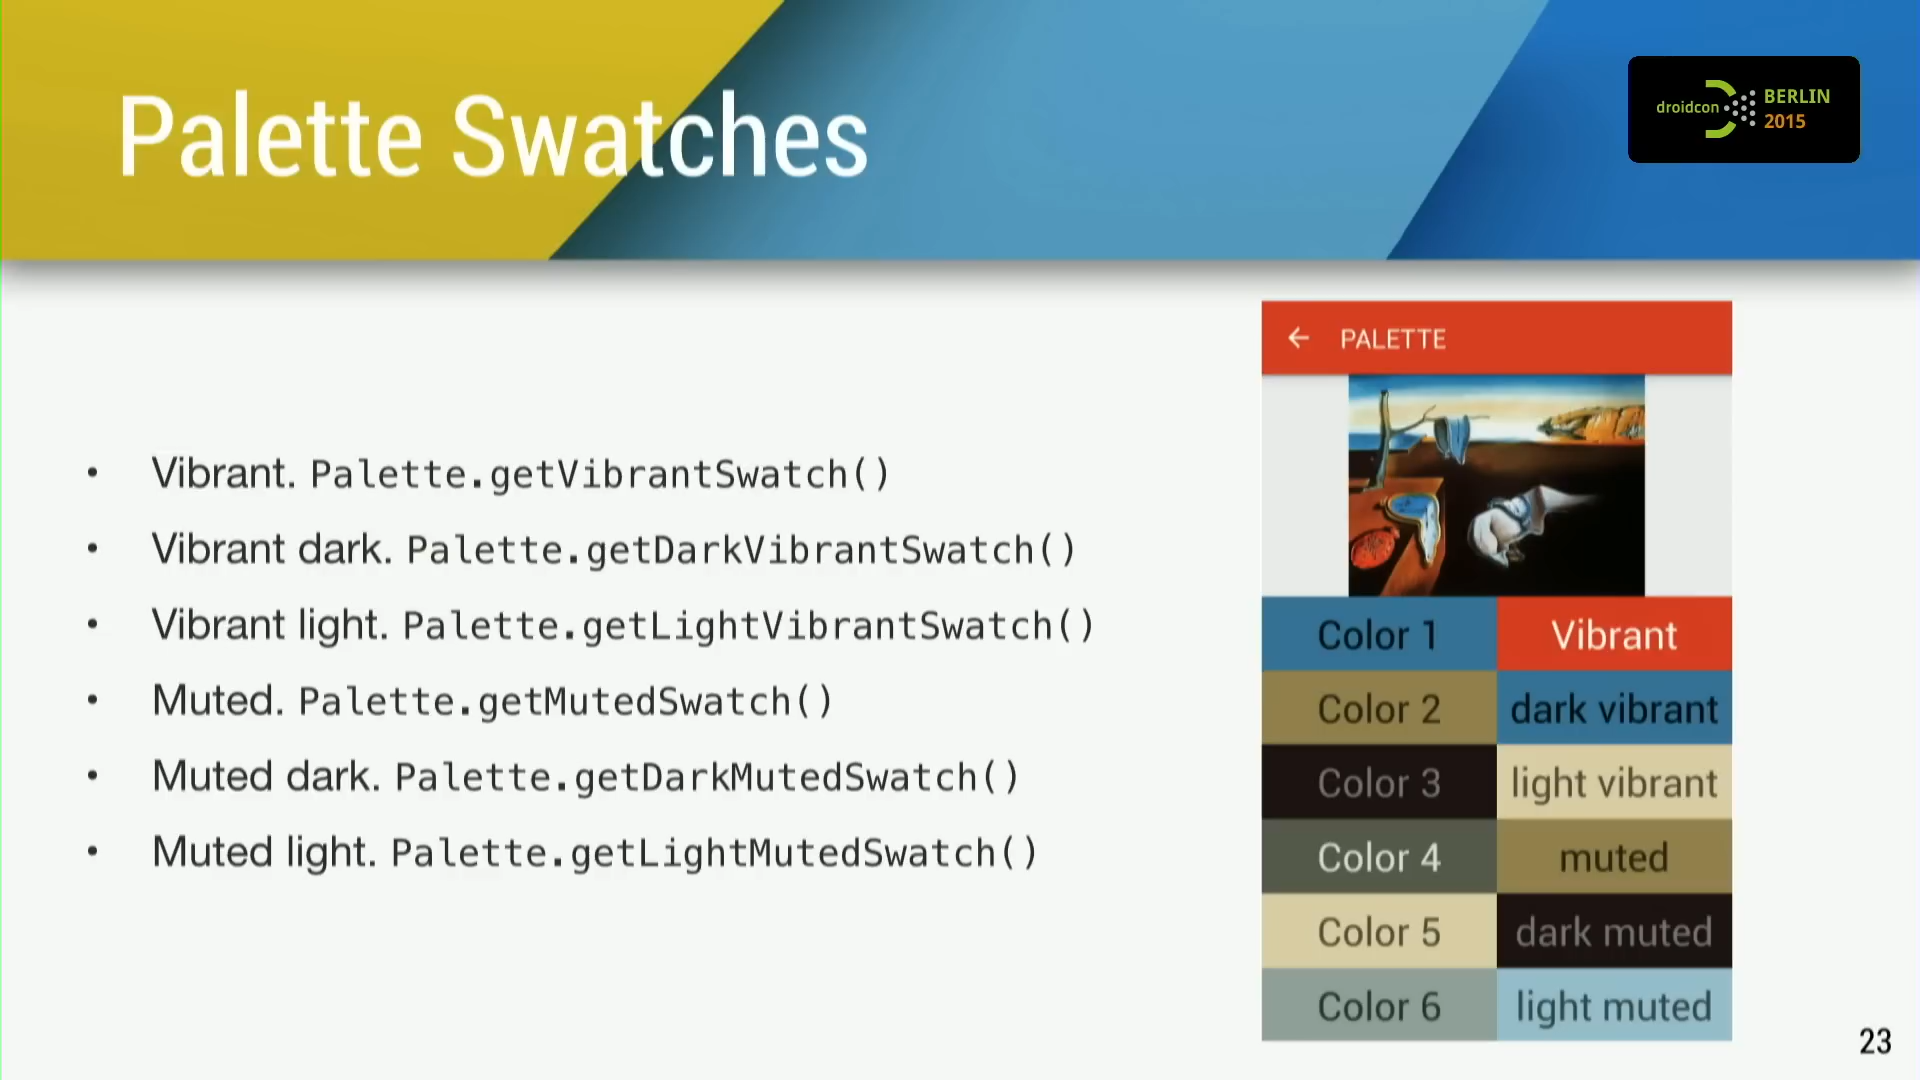 Palette Swatches
droidcon
BERLIN
2015
• Vibrant. Palette.getVibrantSwatch()
• Vibrant dark. Palette.getDarkVibrantSwatch()
• Vibrant light. Palette.getLightVibrantSwatch()
• Muted. Palette.getMutedSwatch()
• Muted dark. Palette.getDarkMutedSwatch()
• Muted light. Palette.getLightMutedSwatch()
PALETTE
Color 1 Vibrant
Color 2 dark vibrant
Color 3 light vibrant
Color 4 muted
Color 5 dark muted
Color 6 light muted
23